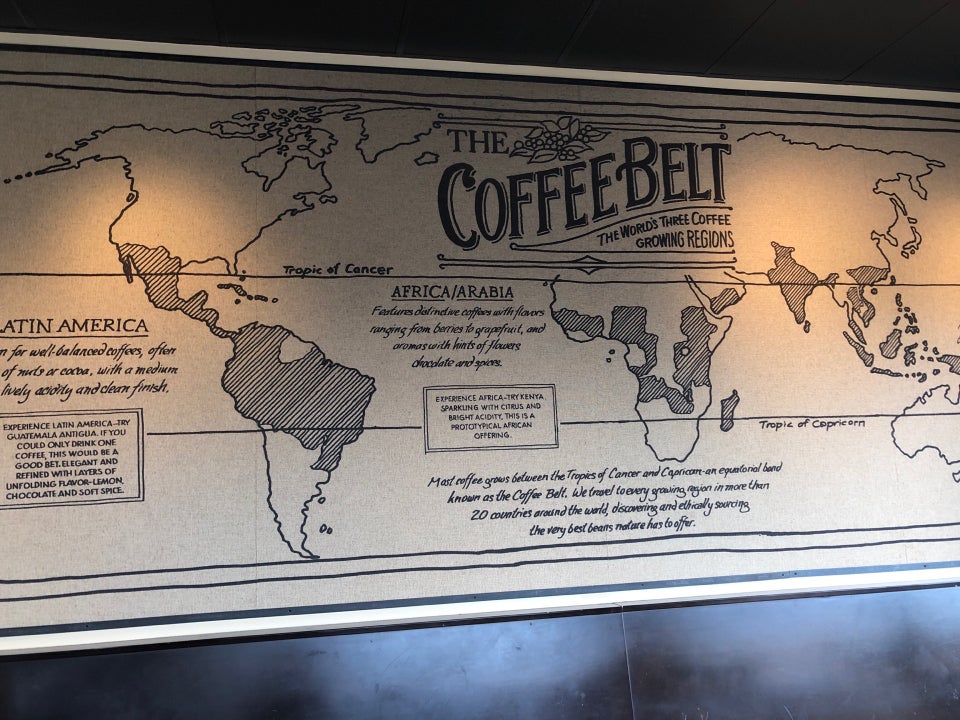 THE
COFFEE BELT
THE WORLD'S THREE COFFEE
GROWING REGIONS
Tropic of Cancer
LATIN AMERICA
for well-balanced coffees, often
of nuts or cocoa, with a medium
lively acidity and clean finish.
EXPERIENCE LATIN AMERICA-TRY
GUATEMALA ANTIGUA. IF YOU
COULD ONLY DRINK ONE
COFFEE, THIS WOULD BE A
GOOD BET. ELEGANT AND
REFINED WITH LAYERS OF
UNFOLDING FLAVOR-LEMON,
CHOCOLATE AND SOFT SPICE.
AFRICA/ARABIA
Features distinctive coffees with flavors
ranging from berries to grapefruit, and
aromas with hints of flowers,
chocolate and spices.
EXPERIENCE AFRICA-TRY KENYA.
SPARKLING WITH CITRUS AND
BRIGHT ACIDITY, THIS IS A
PROTOTYPICAL AFRICAN
OFFERING.
Tropic of Capricorn
Most coffee grows between the Tropics of Cancer and Capricorn-an equatorial band
known as the Coffee Belt. We travel to every growing region in more than
20 countries around the world, discovering and ethically sourcing
the very best beans nature has to offer.